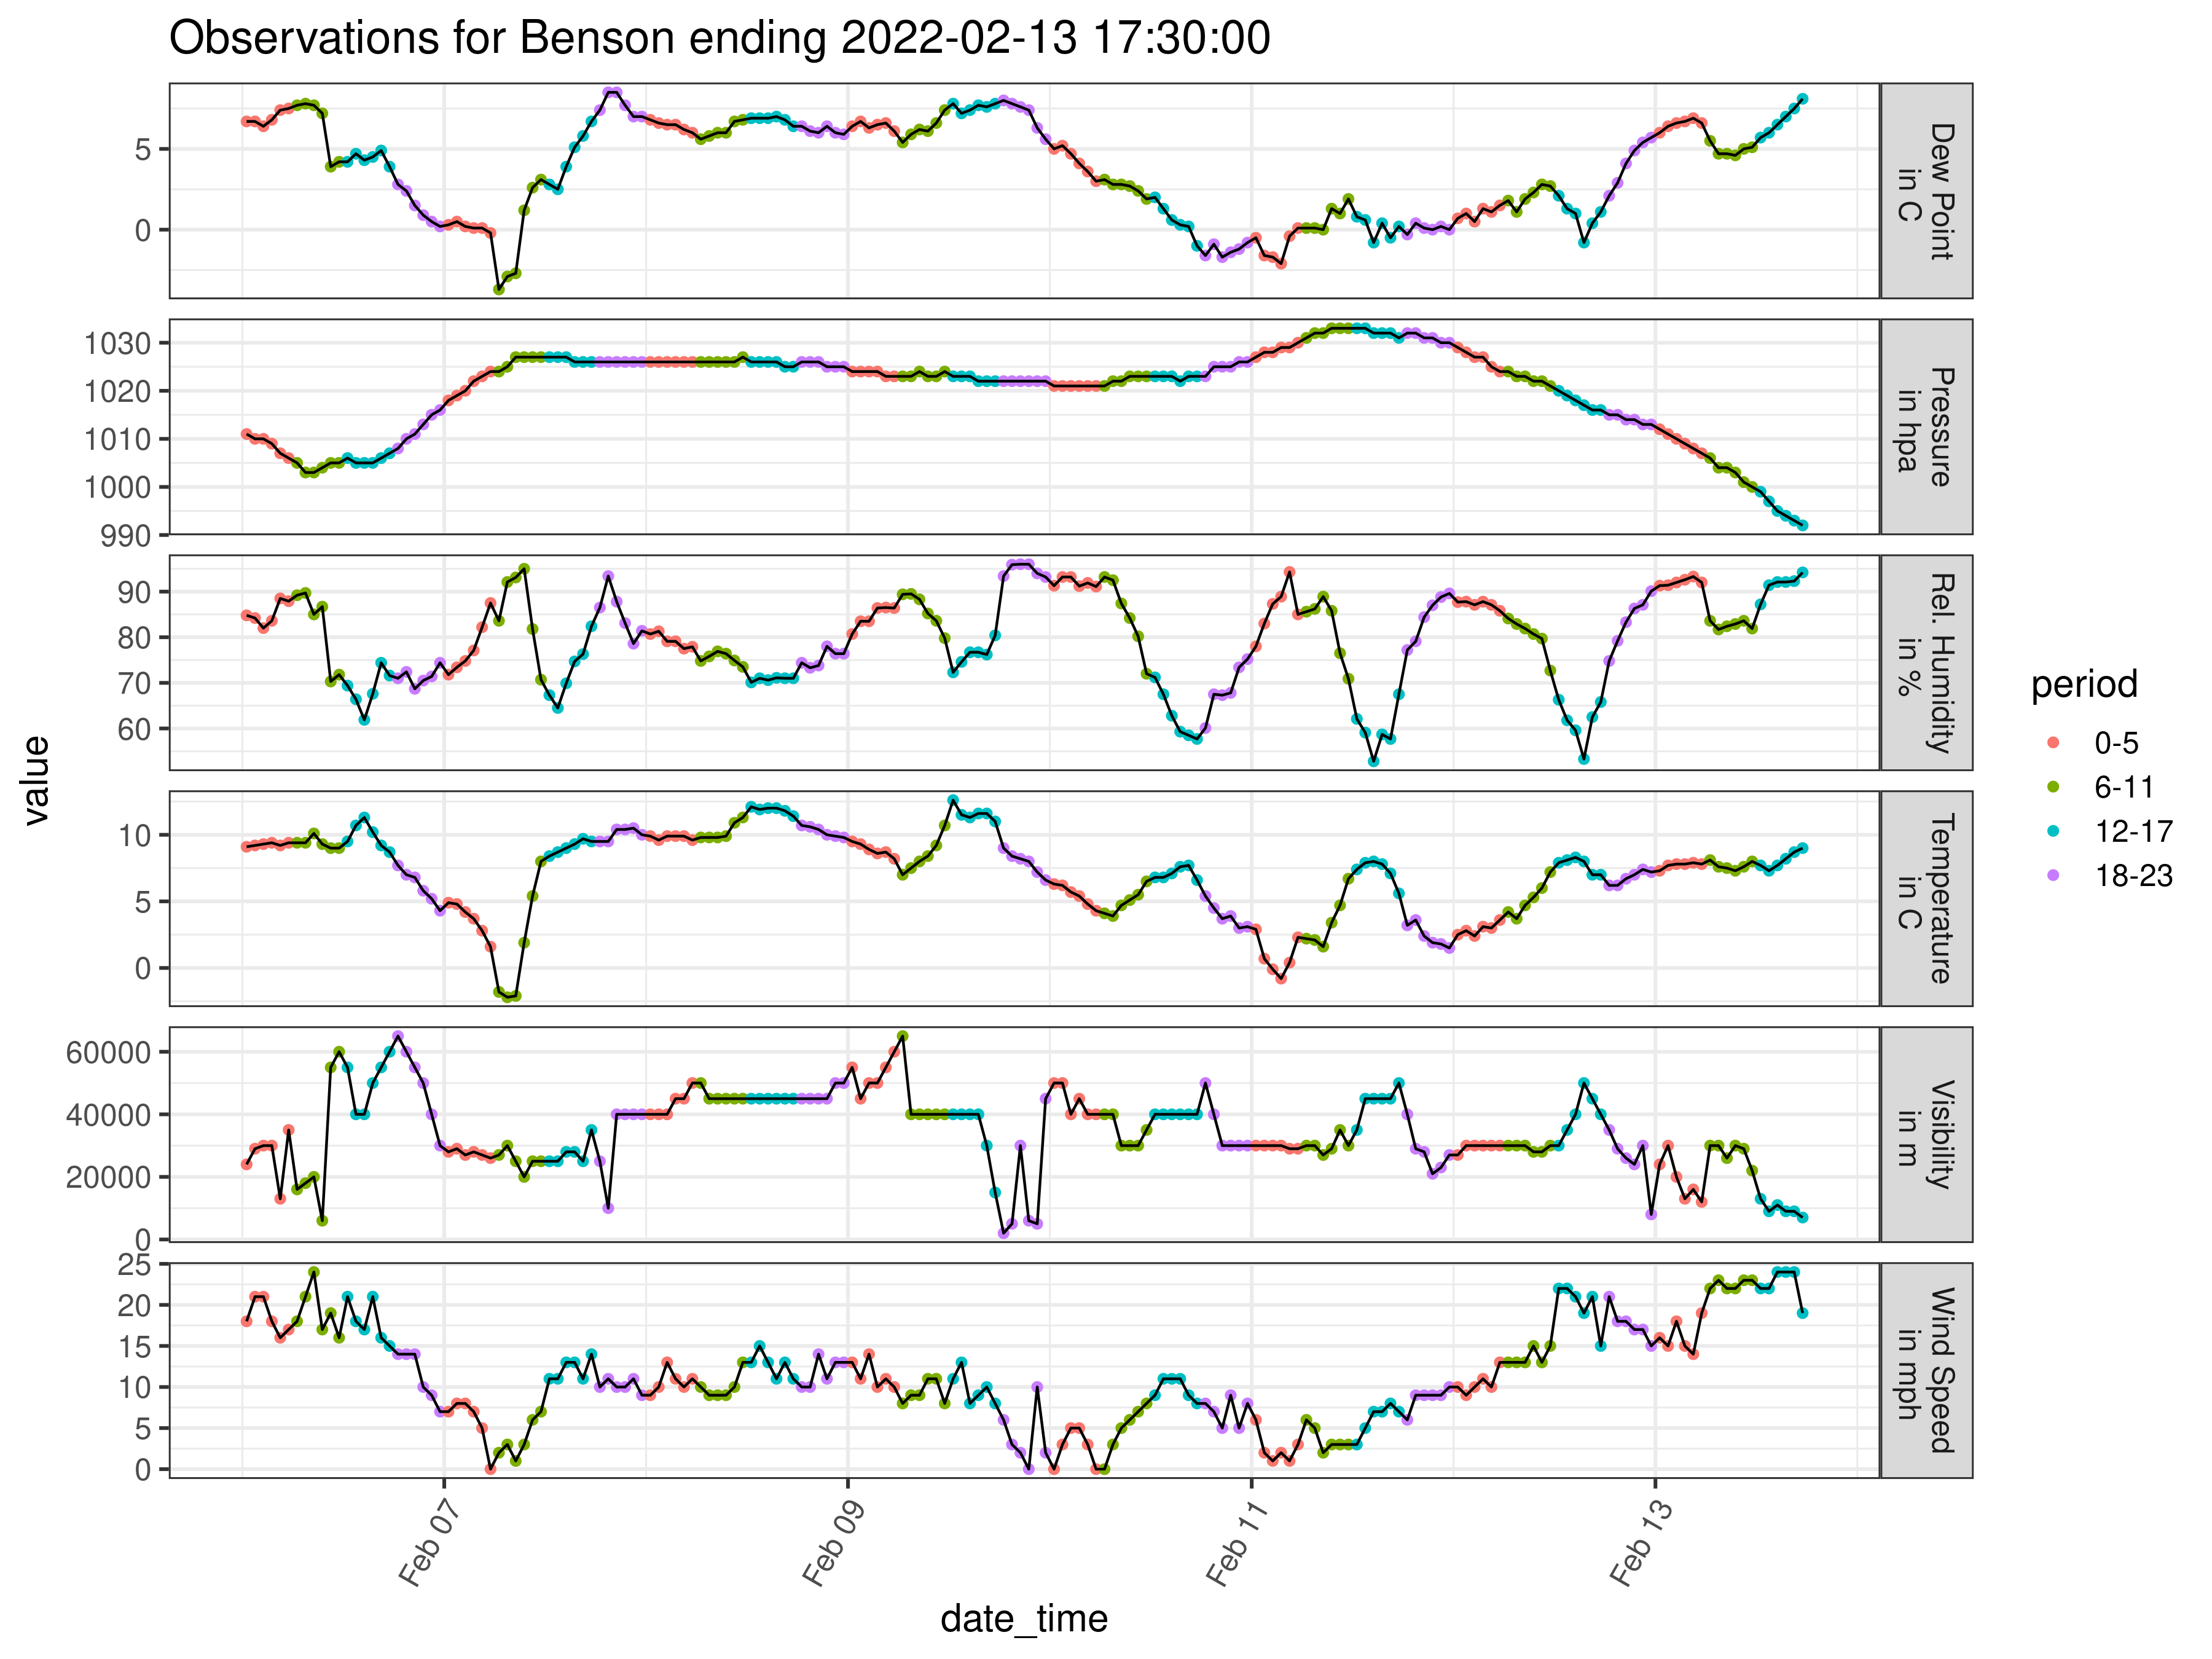 Observations for Benson ending 2022-02-13 17:30:00
value
5
0
Dew Point
in C
1030
1020
1010
1000
990
Pressure
in hpa
90
80
70
60
Rel. Humidity
in %
10
5
0
Temperature
in C
60000
40000
20000
0
Visibility
in m
25
20
15
10
5
0
Wind Speed
in mph
Feb 07
Feb 09
Feb 11
Feb 13
date_time
period
0-5
6-11
12-17
18-23